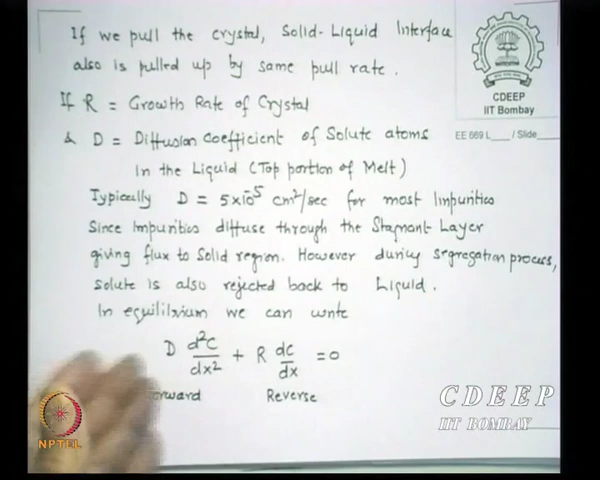 If we pull the crystal, Solid-Liquid Interface
also is pulled up by same pull rate.
If R = Growth Rate of Crystal
& D = Diffusion Coefficient of Solute atoms
In the Liquid (Top portion of Melt)
Typically D = 5×10⁻⁵ cm²/sec for most Impurities
Since Impurities diffuse through the Stagnant Layer
giving flux to Solid region. However during segregation process,
Solute is also rejected back to Liquid.
In equilibrium we can write
D d²c/dx² + R dc/dx = 0
orward Reverse
CDEEP
IIT Bombay
EE 669 L___ / Slide___
NPTEL
CDEEP
IIT BOMBAY